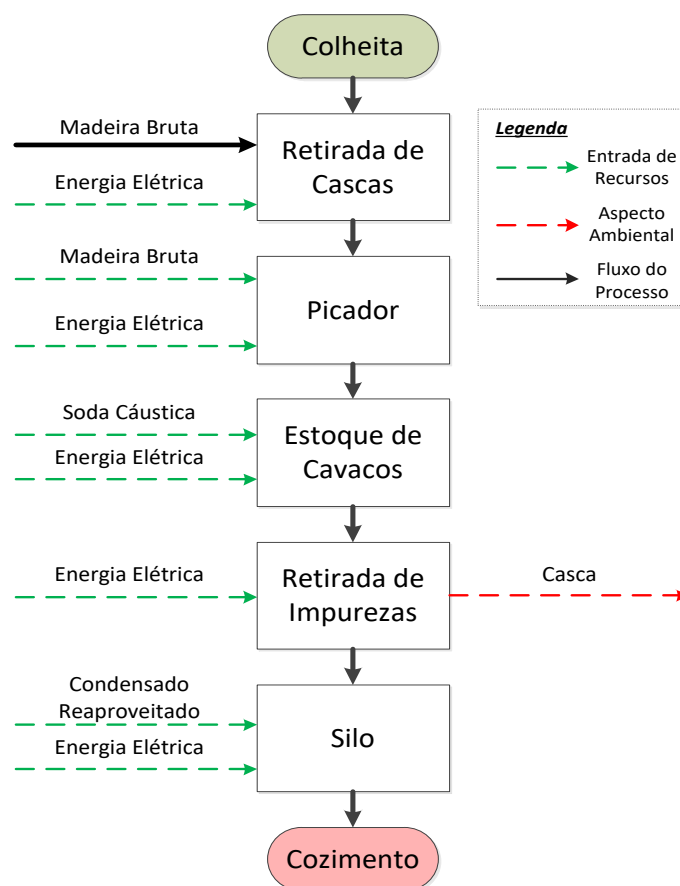 Colheita
Madeira Bruta
Energia Elétrica
Retirada de
Cascas
Legenda
Entrada de
Recursos
Aspecto
Ambiental
Fluxo do
Processo
Madeira Bruta
Energia Elétrica
Picador
Soda Cáustica
Energia Elétrica
Estoque de
Cavacos
Energia Elétrica
Retirada de
Impurezas
Casca
Condensado
Reaproveitado
Energia Elétrica
Silo
Cozimento